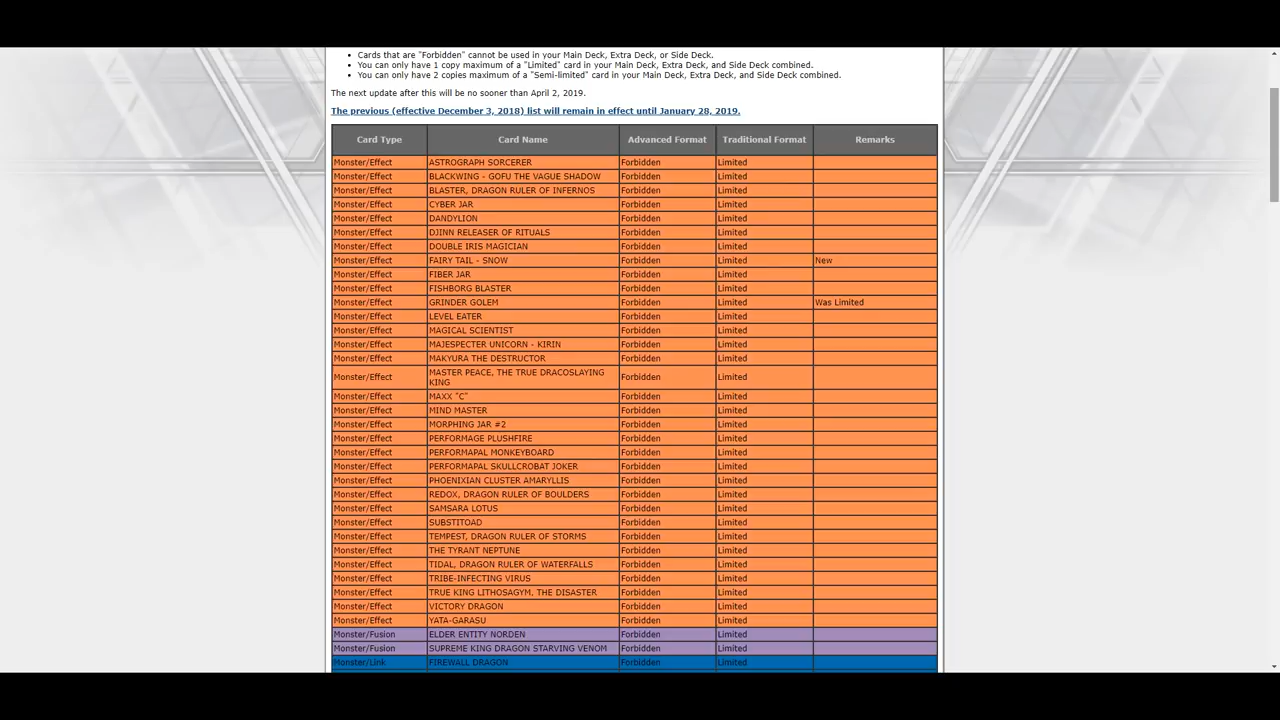 Cards that are "Forbidden" cannot be used in your Main Deck, Extra Deck, or Side Deck.
You can only have 1 copy maximum of a "Limited" card in your Main Deck, Extra Deck, and Side Deck combined.
You can only have 2 copies maximum of a "Semi-limited" card in your Main Deck, Extra Deck, and Side Deck combined.
The next update after this will be no sooner than April 2, 2019.
The previous (effective December 3, 2018) list will remain in effect until January 28, 2019.
Card Type Card Name Advanced Format Traditional Format Remarks
Monster/Effect ASTROGRAPH SORCERER Forbidden Limited
Monster/Effect BLACKWING - GOFU THE VAGUE SHADOW Forbidden Limited
Monster/Effect BLASTER, DRAGON RULER OF INFERNOS Forbidden Limited
Monster/Effect CYBER JAR Forbidden Limited
Monster/Effect DANDYLION Forbidden Limited
Monster/Effect DJINN RELEASER OF RITUALS Forbidden Limited
Monster/Effect DOUBLE IRIS MAGICIAN Forbidden Limited
Monster/Effect FAIRY TAIL - SNOW Forbidden Limited New
Monster/Effect FIBER JAR Forbidden Limited
Monster/Effect FISHBORG BLASTER Forbidden Limited
Monster/Effect GRINDER GOLEM Forbidden Limited Was Limited
Monster/Effect LEVEL EATER Forbidden Limited
Monster/Effect MAGICAL SCIENTIST Forbidden Limited
Monster/Effect MAJESPECTER UNICORN - KIRIN Forbidden Limited
Monster/Effect MAKYURA THE DESTRUCTOR Forbidden Limited
Monster/Effect MASTER PEACE, THE TRUE DRACOSLAYING KING Forbidden Limited
Monster/Effect MAXX "C" Forbidden Limited
Monster/Effect MIND MASTER Forbidden Limited
Monster/Effect MORPHING JAR #2 Forbidden Limited
Monster/Effect PERFORMAGE PLUSHFIRE Forbidden Limited
Monster/Effect PERFORMAPAL MONKEYBOARD Forbidden Limited
Monster/Effect PERFORMAPAL SKULLCROBAT JOKER Forbidden Limited
Monster/Effect PHOENIXIAN CLUSTER AMARYLLIS Forbidden Limited
Monster/Effect REDOX, DRAGON RULER OF BOULDERS Forbidden Limited
Monster/Effect SAMSARA LOTUS Forbidden Limited
Monster/Effect SUBSTITOAD Forbidden Limited
Monster/Effect TEMPEST, DRAGON RULER OF STORMS Forbidden Limited
Monster/Effect THE TYRANT NEPTUNE Forbidden Limited
Monster/Effect TIDAL, DRAGON RULER OF WATERFALLS Forbidden Limited
Monster/Effect TRIBE-INFECTING VIRUS Forbidden Limited
Monster/Effect TRUE KING LITHOSAGYM, THE DISASTER Forbidden Limited
Monster/Effect VICTORY DRAGON Forbidden Limited
Monster/Effect YATA-GARASU Forbidden Limited
Monster/Fusion ELDER ENTITY NORDEN Forbidden Limited
Monster/Fusion SUPREME KING DRAGON STARVING VENOM Forbidden Limited
Monster/Link FIREWALL DRAGON Forbidden Limited